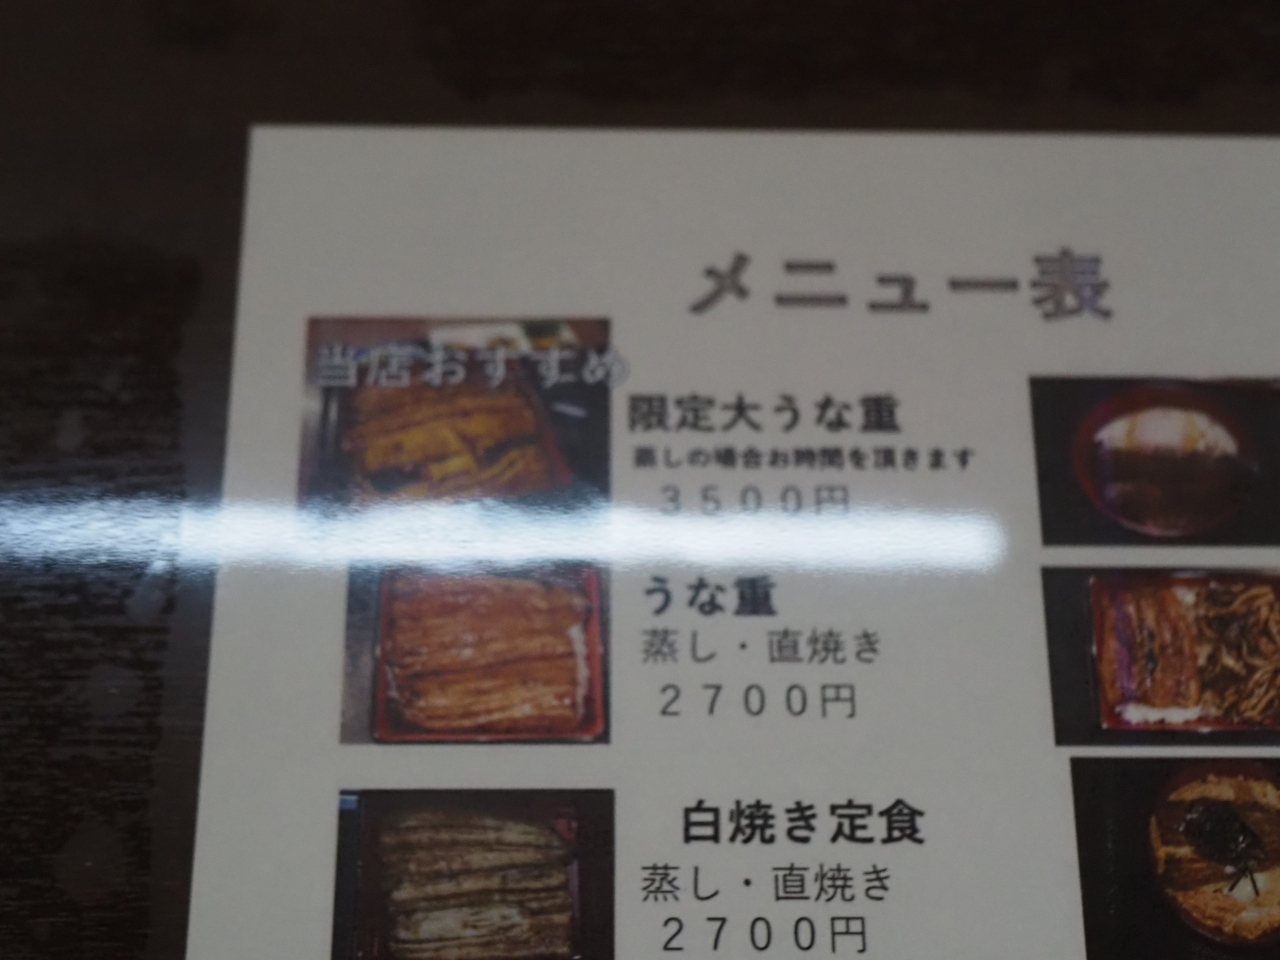 メニュー表
当店おすすめ
限定大うな重
蒸しの場合お時間を頂きます
3500円
うな重
蒸し・直焼き
2700円
白焼き定食
蒸し・直焼き
2700円